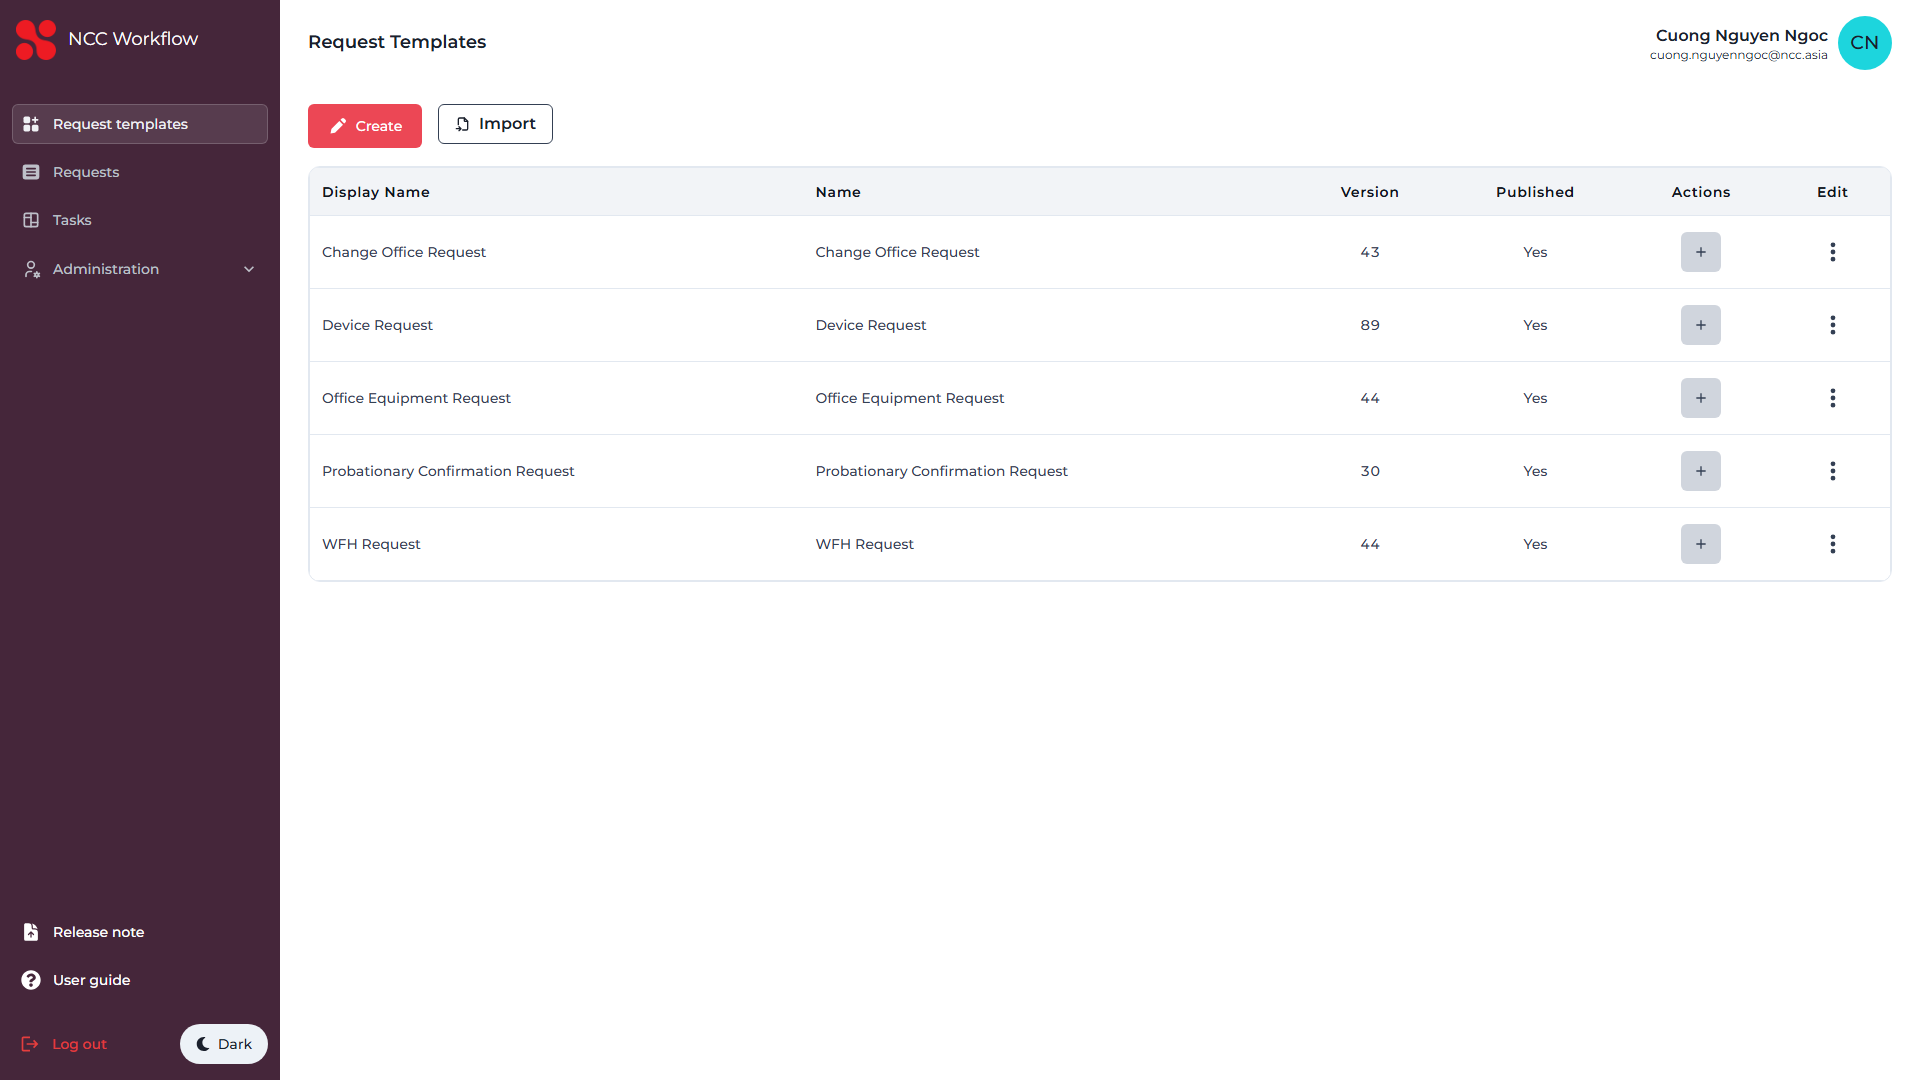 NCC Workflow
Request templates
Requests
Tasks
Administration
Release note
User guide
Log out
Dark
Request Templates
Cuong Nguyen Ngoc
cuong.nguyenngoc@ncc.asia
CN
Create
Import
Display Name Name Version Published Actions Edit
Change Office Request Change Office Request 43 Yes +
Device Request Device Request 89 Yes +
Office Equipment Request Office Equipment Request 44 Yes +
Probationary Confirmation Request Probationary Confirmation Request 30 Yes +
WFH Request WFH Request 44 Yes +